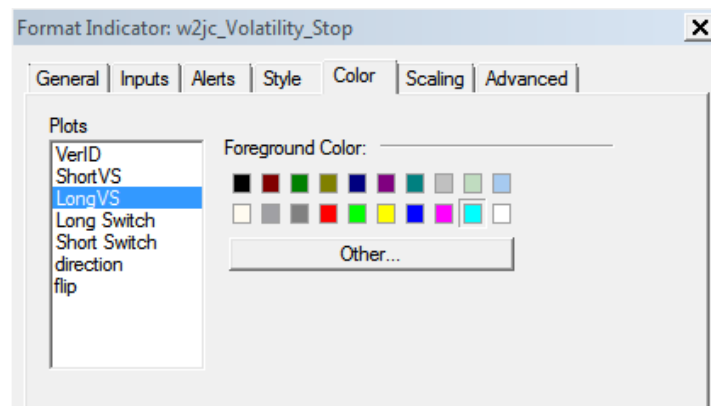 Format Indicator: w2jc_Volatility_Stop
General Inputs Alerts Style Color Scaling Advanced
Plots
Foreground Color:
VerID
ShortVS
LongVS
Long Switch
Short Switch
direction
flip
Other...